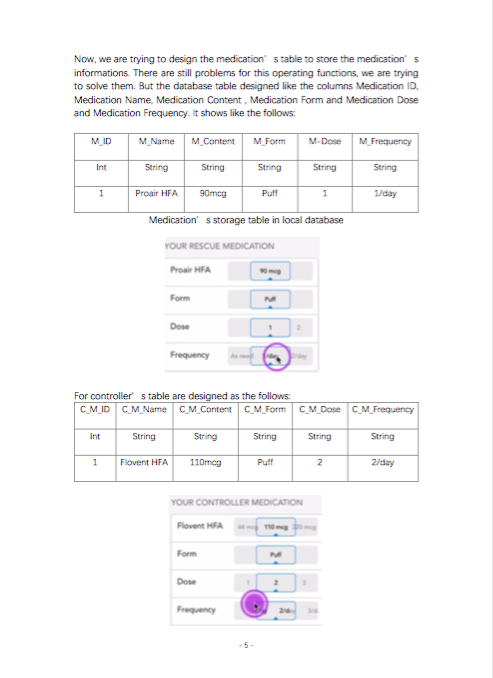 Now, we are trying to design the medication' s table to store the medication' s
informations. There are still problems for this operating functions, we are trying
to solve them. But the database table designed like the columns Medication ID,
Medication Name, Medication Content , Medication Form and Medication Dose
and Medication Frequency. It shows like the follows:
M_ID M_Name M_Content M_Form M-Dose M_Frequency
Int String String String String String
1 Proair HFA 90mcg Puff 1 1/day
Medication' s storage table in local database
YOUR RESCUE MEDICATION
Proair HFA 90 mcg
Form Puff
Dose 1 2
Frequency As need 1/day 2/day
For controller' s table are designed as the follows:
C_M_ID C_M_Name C_M_Content C_M_Form C_M_Dose C_M_Frequency
Int String String String String String
1 Flovent HFA 110mcg Puff 2 2/day
YOUR CONTROLLER MEDICATION
Flovent HFA 44 mcg 110 mcg 220 mcg
Form Puff
Dose 1 2 3
Frequency 2/day 3/d
- 5 -